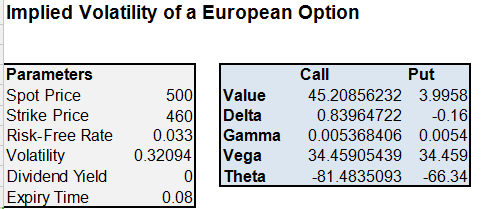 Implied Volatility of a European Option
Parameters
Spot Price 500
Strike Price 460
Risk-Free Rate 0.033
Volatility 0.32094
Dividend Yield 0
Expiry Time 0.08
Call Put
Value 45.20856232 3.9958
Delta 0.83964722 -0.16
Gamma 0.005368406 0.0054
Vega 34.45905439 34.459
Theta -81.4835093 -66.34